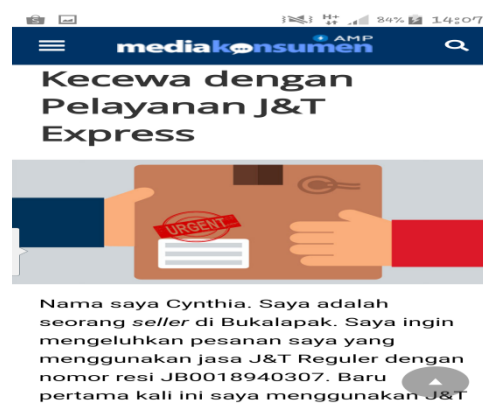 H+ 84% 14:07
mediakonsumen AMP
Kecewa dengan
Pelayanan J&T
Express
URGENT
Nama saya Cynthia. Saya adalah
seorang seller di Bukalapak. Saya ingin
mengeluhkan pesanan saya yang
menggunakan jasa J&T Reguler dengan
nomor resi JB0018940307. Baru
pertama kali ini saya menggunakan J&T